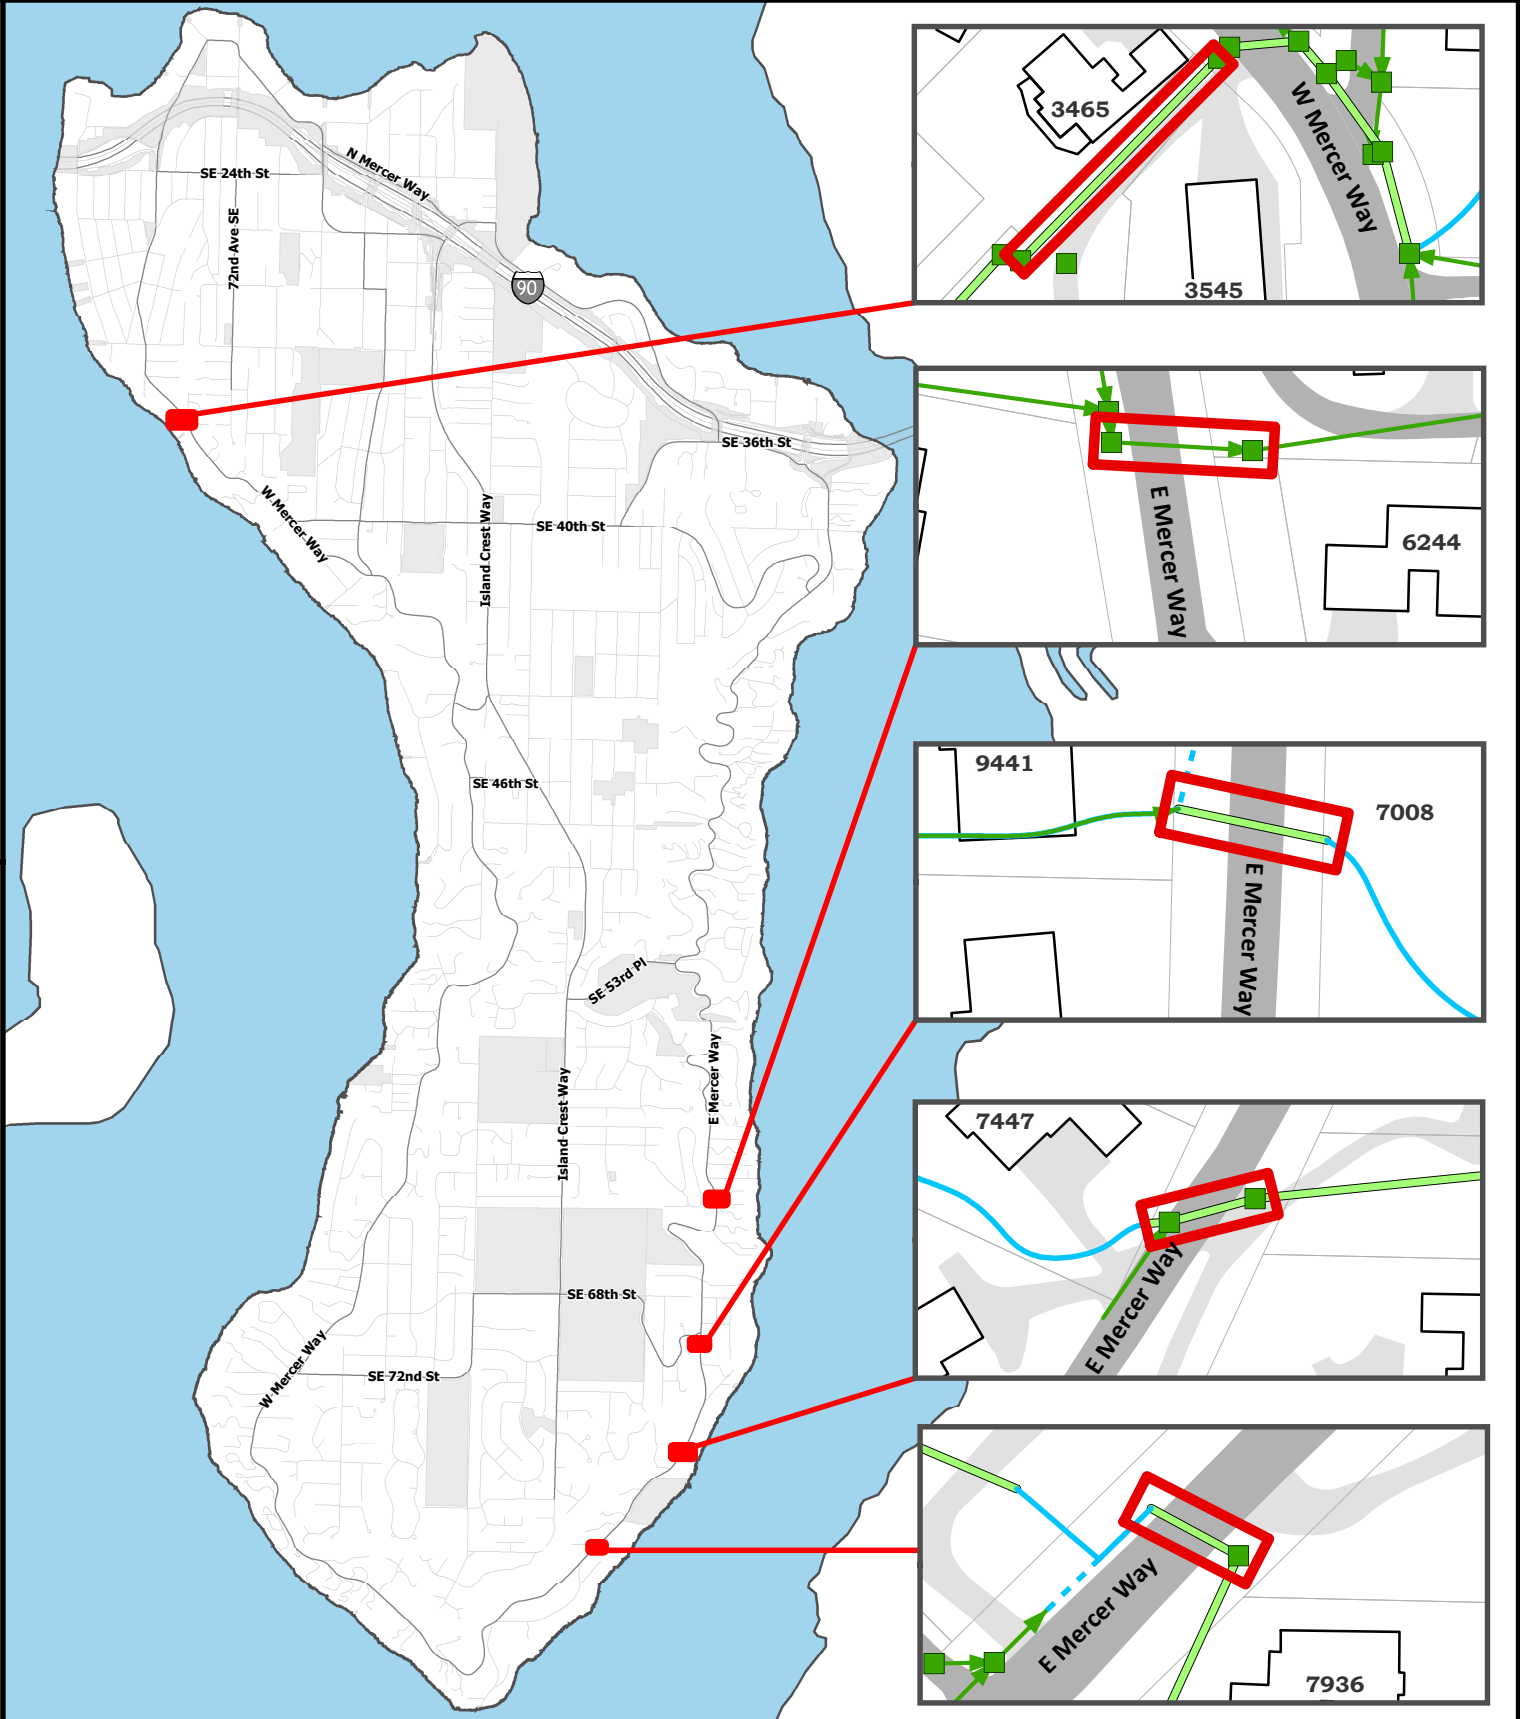 SE 24th St
72nd Ave SE
N Mercer Way
90
SE 36th St
W Mercer Way
Island Crest Way
SE 40th St
SE 46th St
SE 53rd Pl
E Mercer Way
Island Crest Way
SE 68th St
W Mercer Way
SE 72nd St
3465
W Mercer Way
3545
E Mercer Way
6244
9441
7008
E Mercer Way
7447
E Mercer Way
E Mercer Way
7936